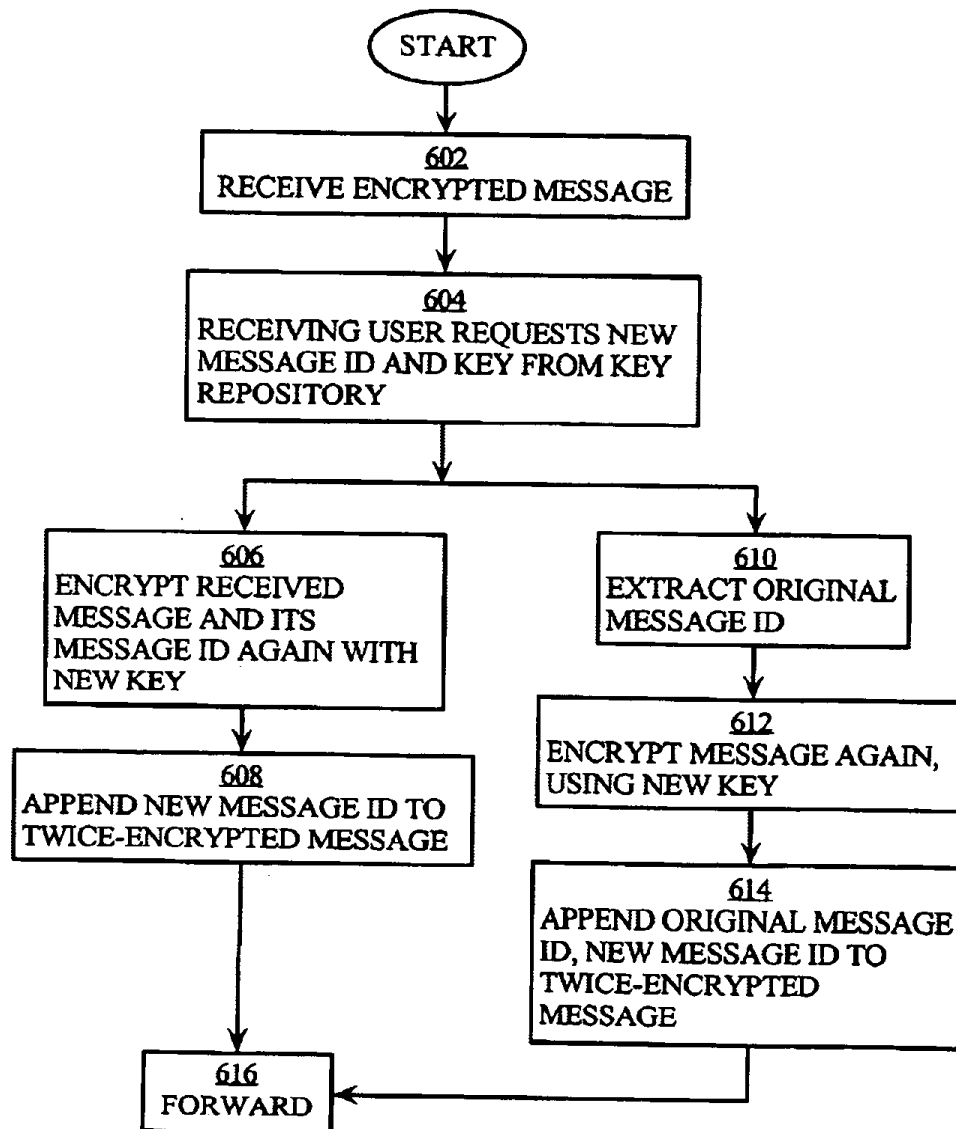 START
602
RECEIVE ENCRYPTED MESSAGE
604
RECEIVING USER REQUESTS NEW
MESSAGE ID AND KEY FROM KEY
REPOSITORY
606
ENCRYPT RECEIVED
MESSAGE AND ITS
MESSAGE ID AGAIN WITH
NEW KEY
608
APPEND NEW MESSAGE ID TO
TWICE-ENCRYPTED MESSAGE
610
EXTRACT ORIGINAL
MESSAGE ID
612
ENCRYPT MESSAGE AGAIN,
USING NEW KEY
614
APPEND ORIGINAL MESSAGE
ID, NEW MESSAGE ID TO
TWICE-ENCRYPTED
MESSAGE
616
FORWARD